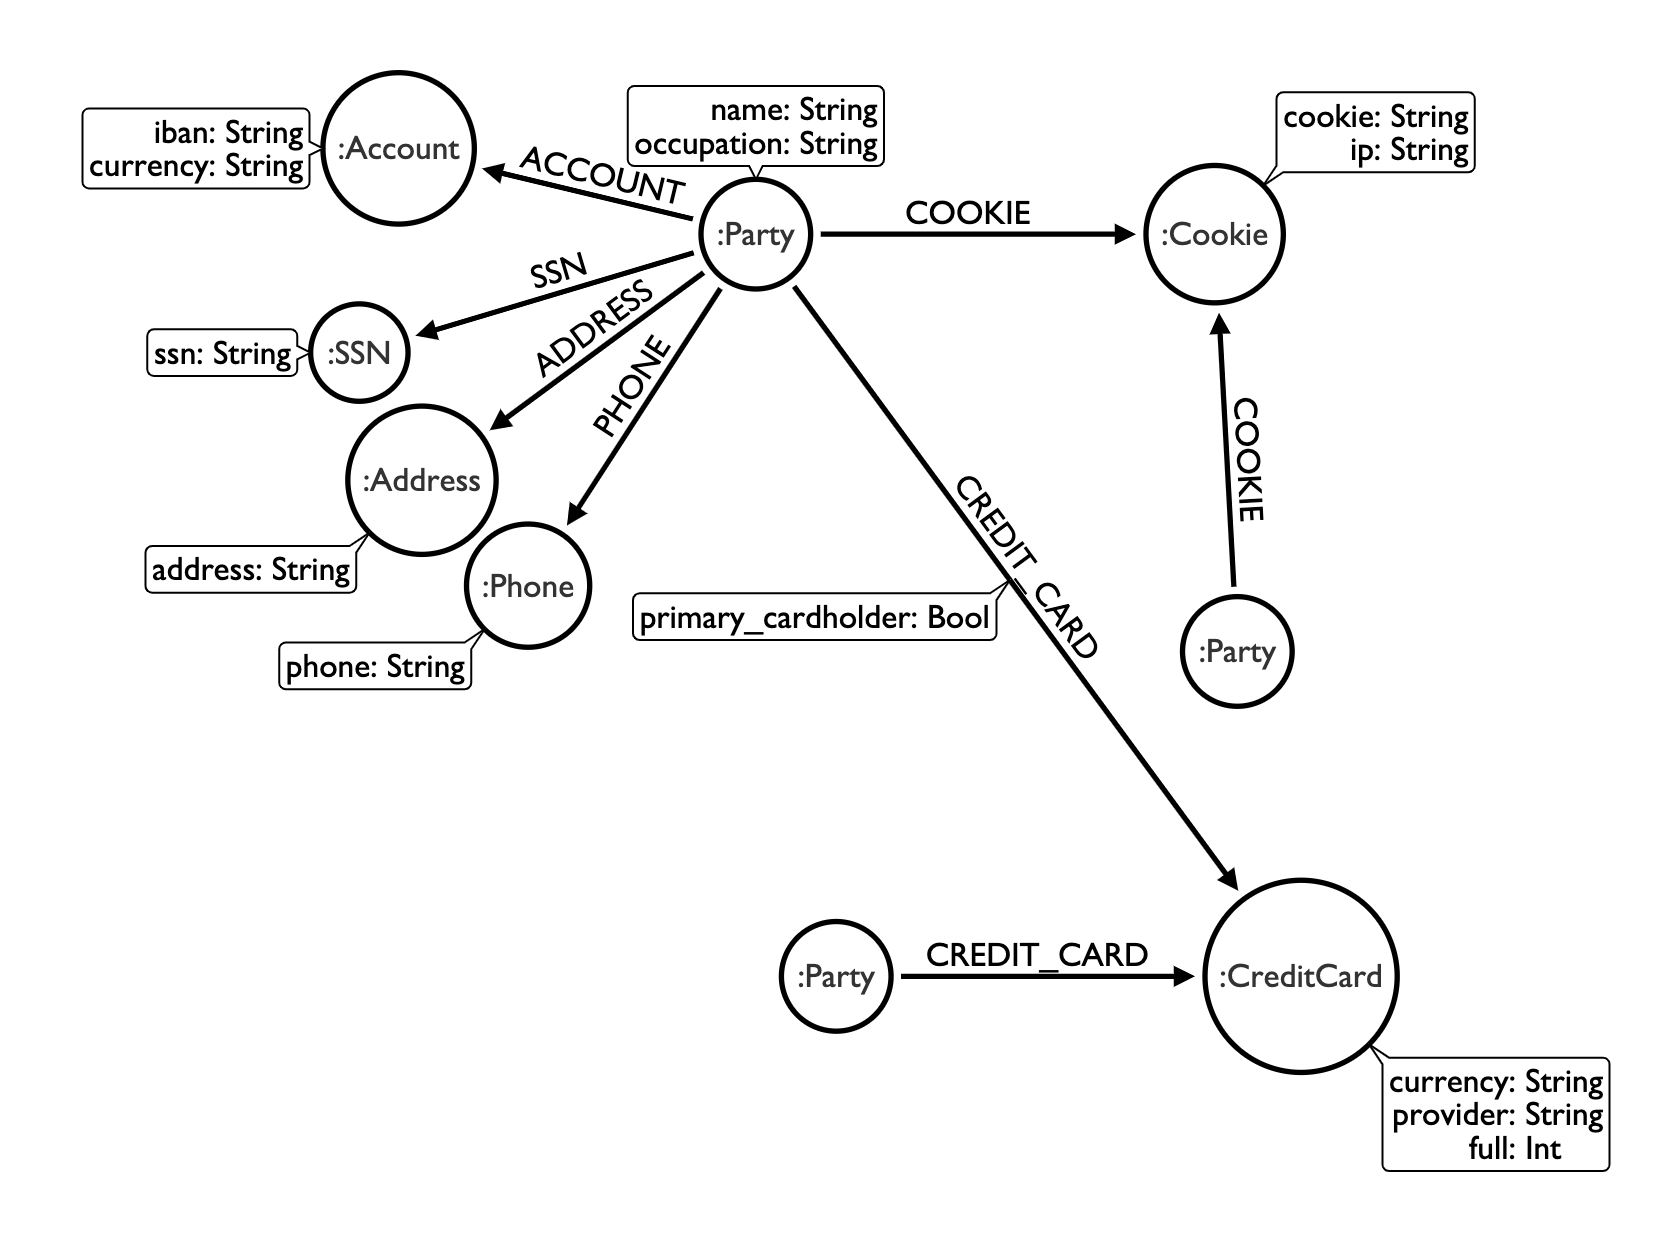 name: String
occupation: String
iban: String
currency: String
:Account
ACCOUNT
:Party
COOKIE
cookie: String
ip: String
:Cookie
SSN
ssn: String
:SSN
ADDRESS
:Address
address: String
PHONE
:Phone
phone: String
CREDIT_CARD
primary_cardholder: Bool
COOKIE
:Party
:Party
CREDIT_CARD
:CreditCard
currency: String
provider: String
full: Int